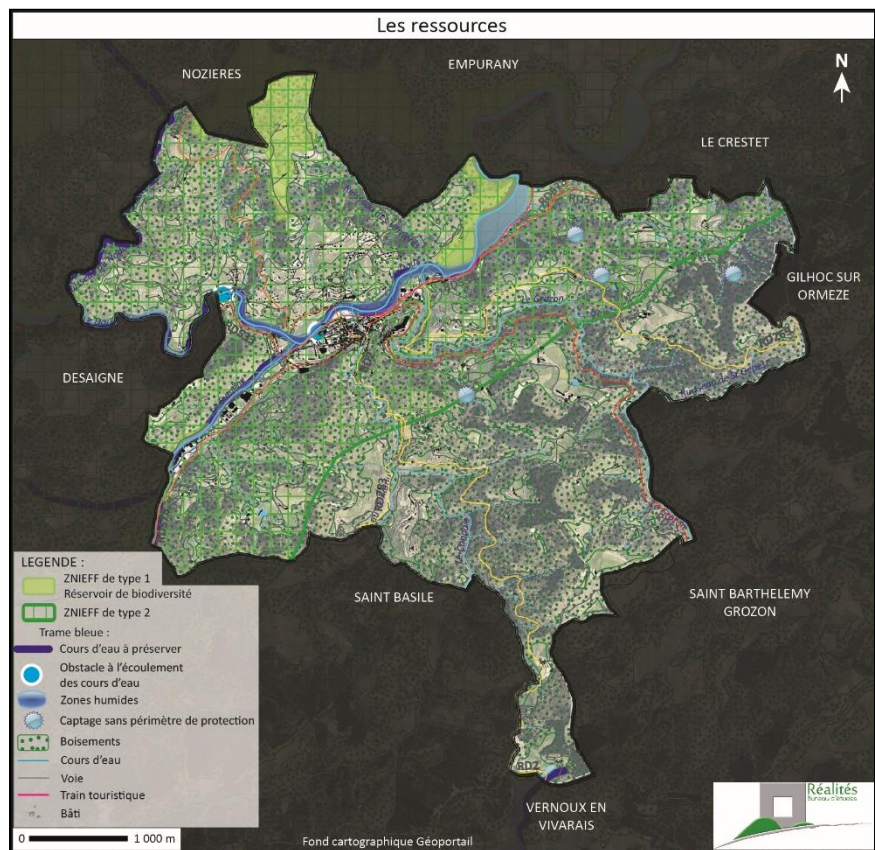 Les ressources
NOZIERES
EMPURANY
N
LE CRESTET
GILHOC SUR
ORMEZE
DESAIGNE
Le Grozon
SAINT BASILE
SAINT BARTHELEMY
GROZON
RD2
VERNOUX EN
VIVARAIS
LEGENDE :
ZNIEFF de type 1
Réservoir de biodiversité
ZNIEFF de type 2
Trame bleue :
Cours d'eau à préserver
Obstacle à l'écoulement
des cours d'eau
Zones humides
Captage sans périmètre de protection
Boisements
Cours d'eau
Voie
Train touristique
Bâti
0 1 000 m
Fond cartographique Géoportail
Réalités
Bureau d'études